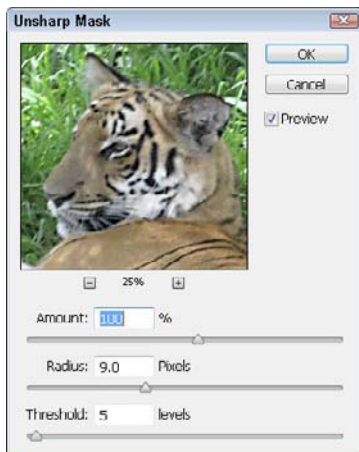 Unsharp Mask
OK
Cancel
Preview
25%
Amount: 100 %
Radius: 9.0 Pixels
Threshold: 5 levels